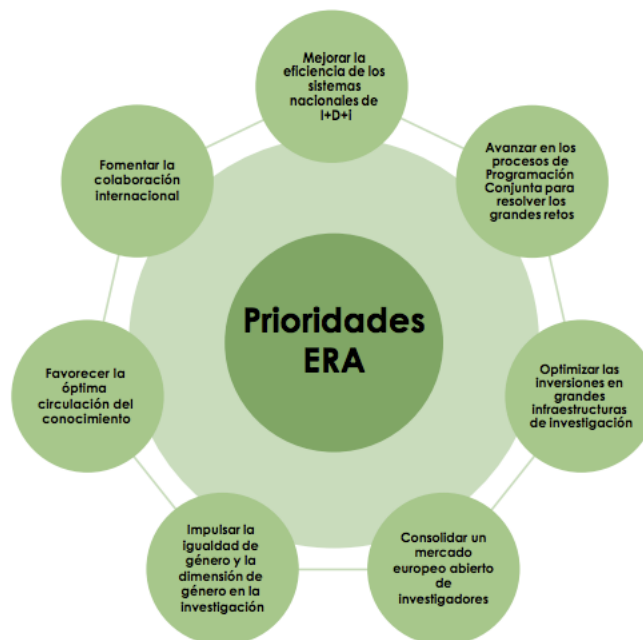 Mejorar la
eficiencia de los
sistemas
nacionales de
I+D+i
Avanzar en los
procesos de
Programación
Conjunta para
resolver los
grandes retos
Optimizar las
inversiones en
grandes
infraestructuras
de investigación
Consolidar un
mercado
europeo abierto
de
investigadores
Impulsar la
igualdad de
género y la
dimensión de
género en la
investigación
Favorecer la
óptima
circulación del
conocimiento
Fomentar la
colaboración
internacional
Prioridades
ERA